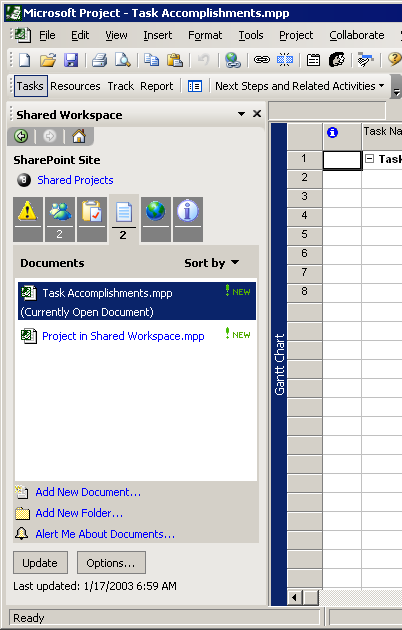 Microsoft Project - Task Accomplishments.mpp
File Edit View Insert Format Tools Project Collaborate
Tasks Resources Track Report Next Steps and Related Activities
Shared Workspace
SharePoint Site
Shared Projects
2 2
Documents Sort by
Task Accomplishments.mpp NEW
(Currently Open Document)
Project in Shared Workspace.mpp NEW
Add New Document...
Add New Folder...
Alert Me About Documents...
Update Options...
Last updated: 1/17/2003 6:59 AM
Gantt Chart
Task Na
1 Task
2
3
4
5
6
7
8
Ready